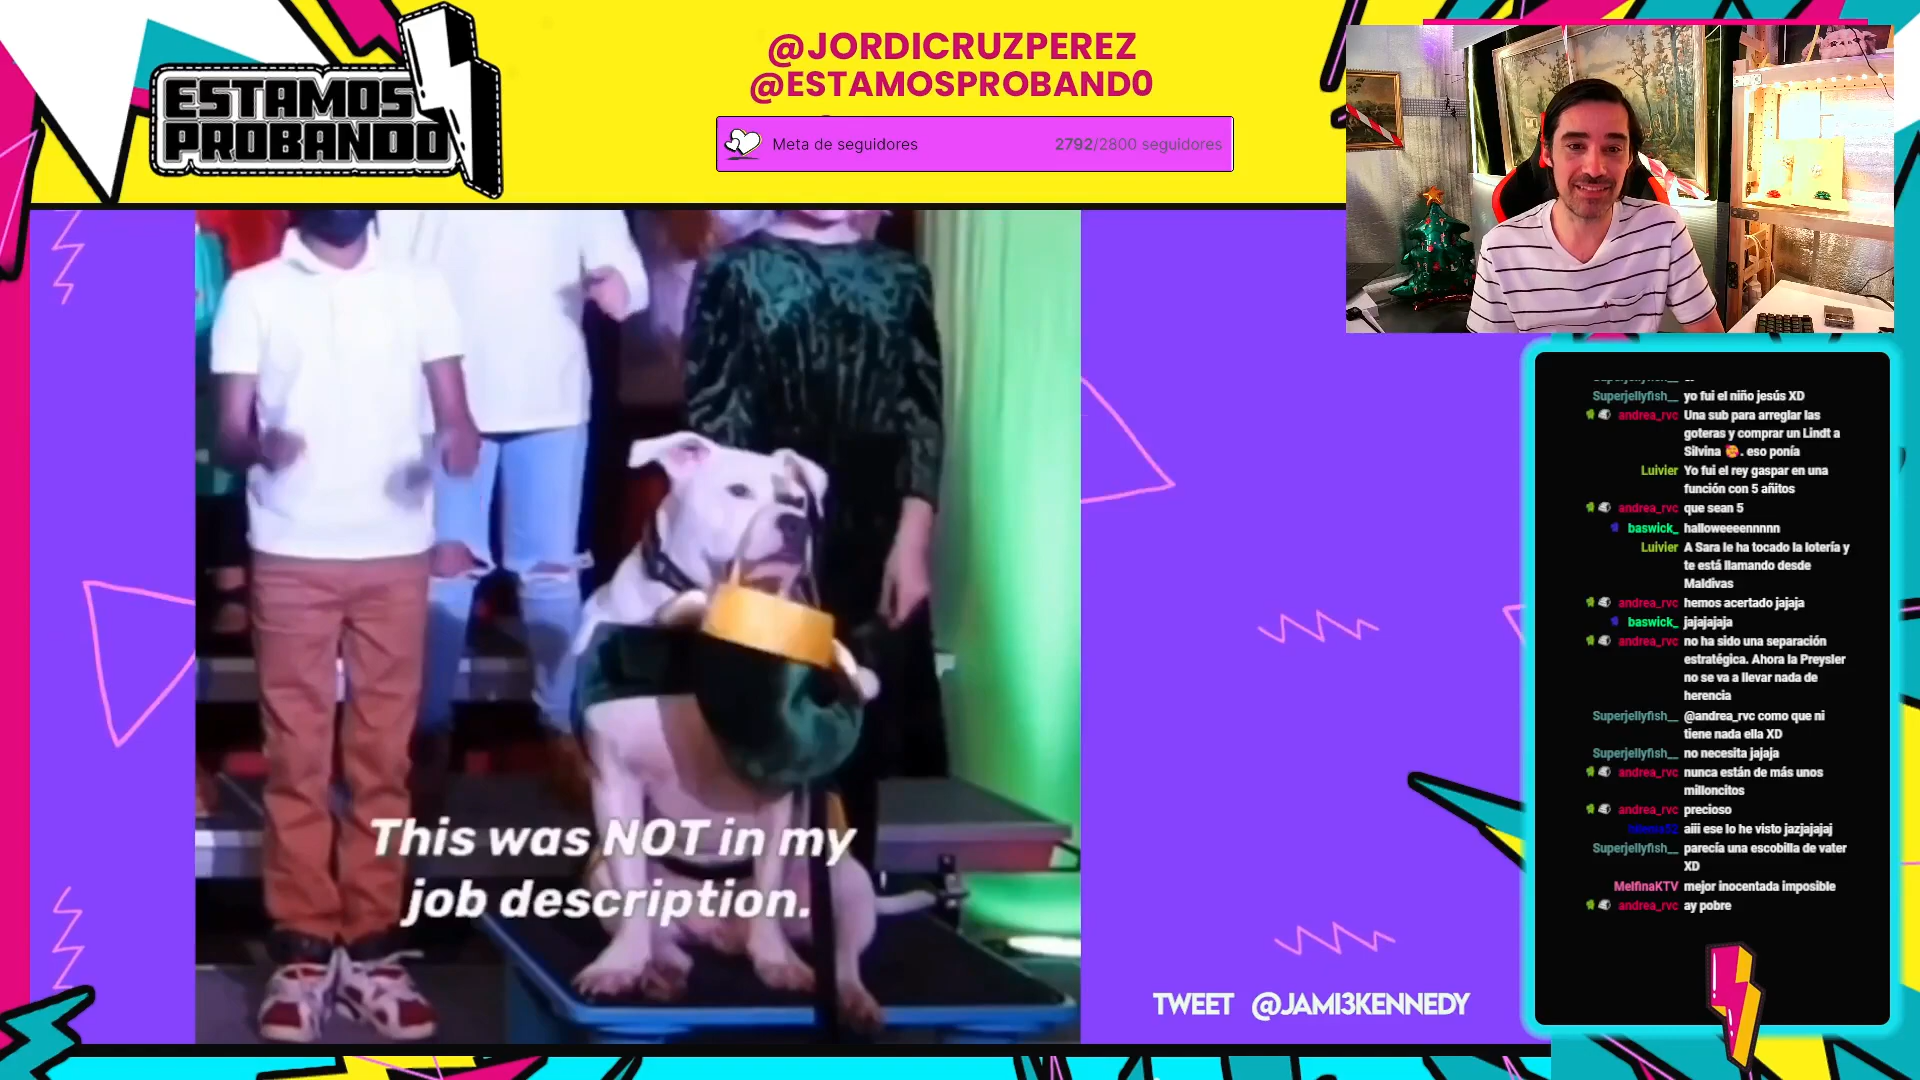 ESTAMOS
PROBANDO
@JORDICRUZPEREZ
@ESTAMOSPROBAND0
Meta de seguidores 2792/2800 seguidores
This was NOT in my
job description.
TWEET @JAMI3KENNEDY
Superjellyfish__ yo fui el niño jesús XD
andrea_rvc Una sub para arreglar las
goteras y comprar un Lindt a
Silvina 🥰. eso ponía
Luivier Yo fui el rey gaspar en una
función con 5 añitos
andrea_rvc que sean 5
baswick_ halloweeeennnnn
Luivier A Sara le ha tocado la lotería y
te está llamando desde
Maldívas
andrea_rvc hemos acertado jajaja
baswick_ jajajajaja
andrea_rvc no ha sido una separación
estratégica. Ahora la Preysler
no se va a llevar nada de
herencia
Superjellyfish__ @andrea_rvc como que ni
tiene nada ella XD
Superjellyfish__ no necesita jajaja
andrea_rvc nunca están de más unos
milloncitos
andrea_rvc precioso
aiii ese lo he visto jazjajajaj
Superjellyfish__ parecía una escobilla de vater
XD
MelfinaKTV mejor inocentada imposible
andrea_rvc ay pobre